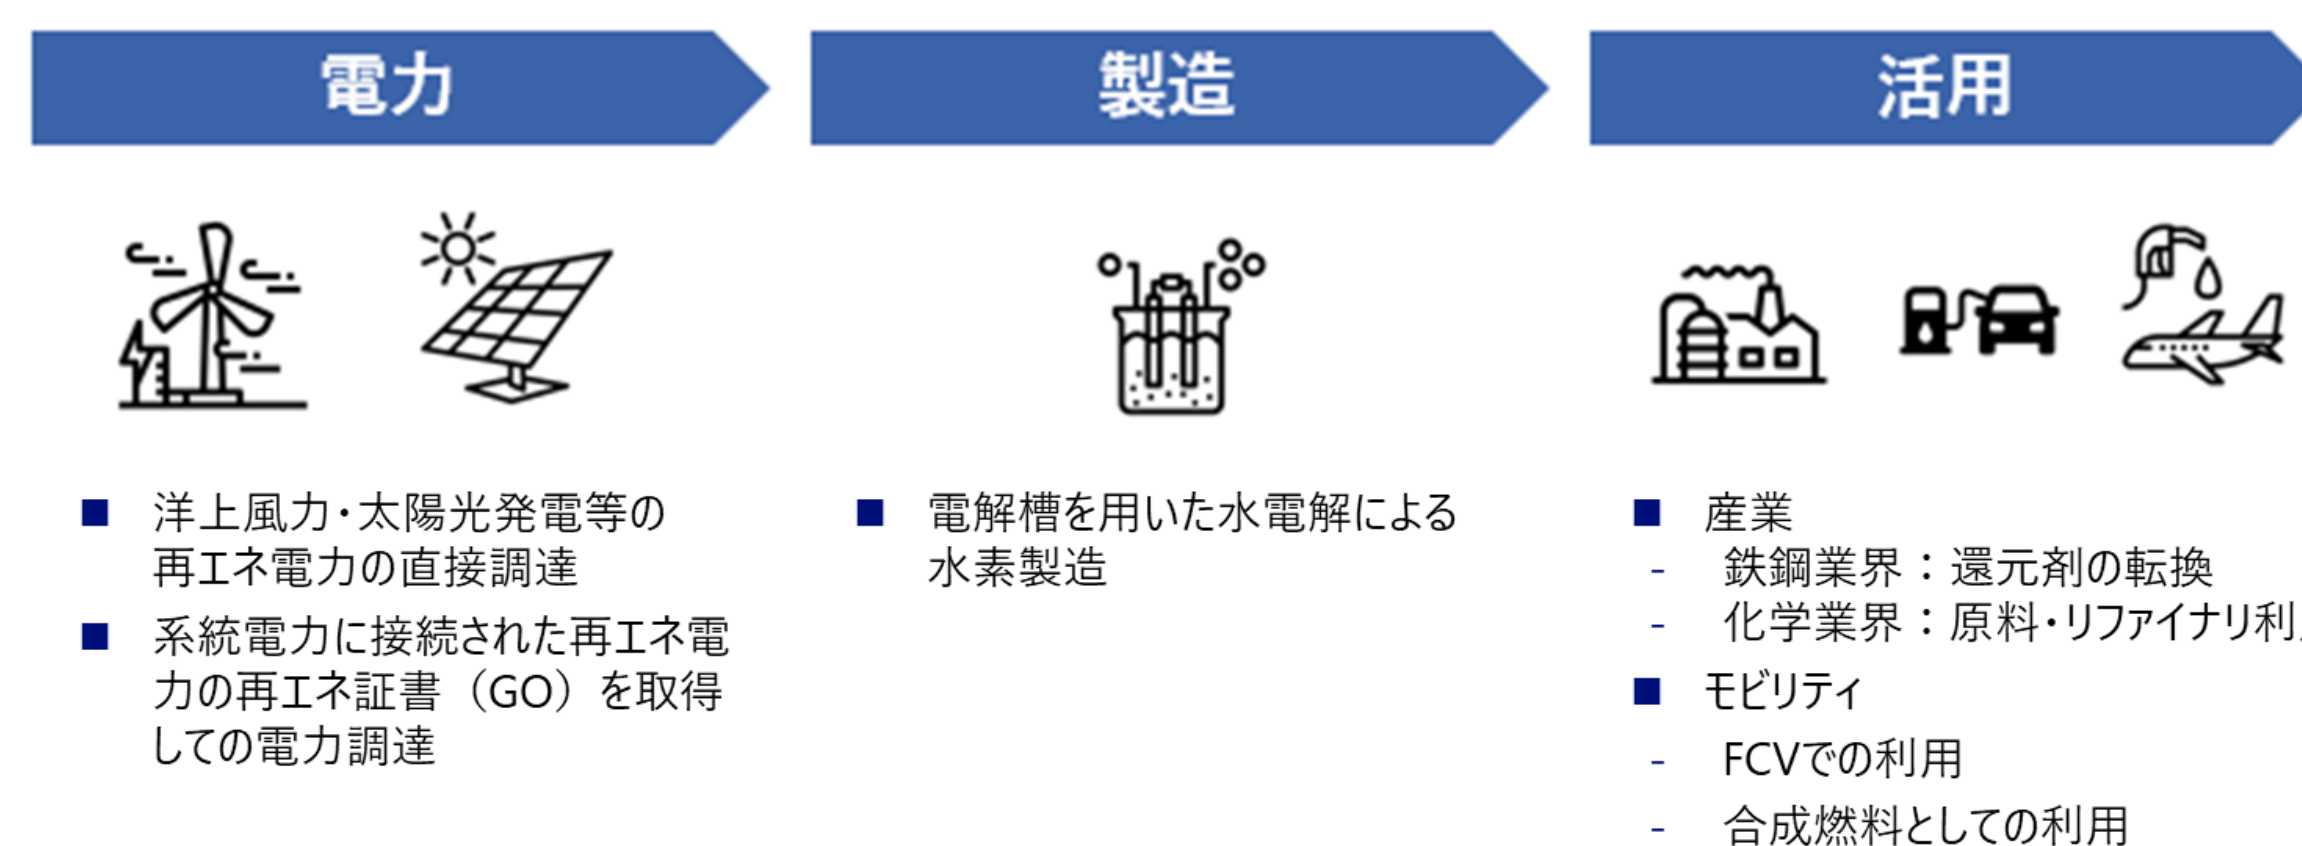 電力
製造
活用
■ 洋上風力・太陽光発電等の
再エネ電力の直接調達
■ 系統電力に接続された再エネ電
力の再エネ証書（GO）を取得
しての電力調達
■ 電解槽を用いた水電解による
水素製造
■ 産業
- 鉄鋼業界：還元剤の転換
- 化学業界：原料・リファイナリ利
■ モビリティ
- FCVでの利用
- 合成燃料としての利用